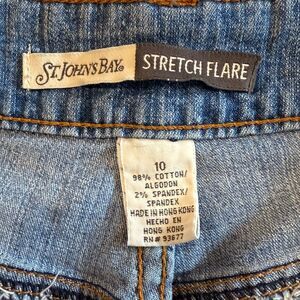 ST. JOHN'S BAY® STRETCH FLARE
10
98% COTTON/
ALGODON
2% SPANDEX/
SPANDEX
MADE IN HONG KONG
HECHO EN
HONG KONG
RN# 93677